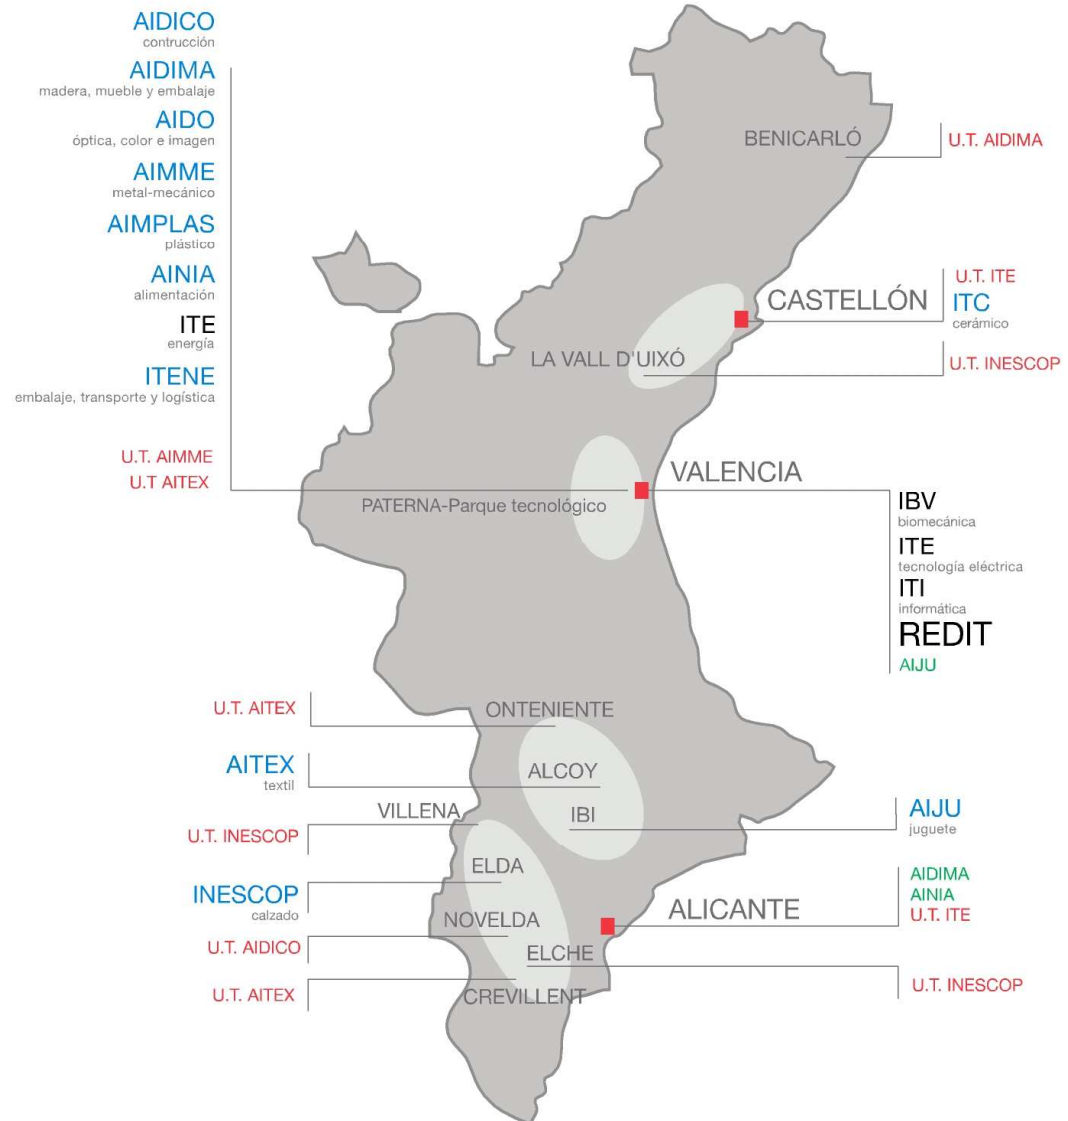 AIDICO
contrucción
AIDIMA
madera, mueble y embalaje
AIDO
óptica, color e imagen
AIMME
metal-mecánico
AIMPLAS
plástico
AINIA
alimentación
ITE
energía
ITENE
embalaje, transporte y logística
U.T. AIMME
U.T AITEX
BENICARLÓ
U.T. AIDIMA
CASTELLÓN
U.T. ITE
ITC
cerámico
LA VALL D'UIXÓ
U.T. INESCOP
VALENCIA
PATERNA-Parque tecnológico
IBV
biomecánica
ITE
tecnología eléctrica
ITI
informática
REDIT
AIJU
U.T. AITEX
ONTENIENTE
AITEX
textil
ALCOY
VILLENA
IBI
AIJU
juguete
U.T. INESCOP
ELDA
INESCOP
calzado
NOVELDA
ALICANTE
AIDIMA
AINIA
U.T. ITE
U.T. AIDICO
ELCHE
U.T. INESCOP
U.T. AITEX
CREVILLENT